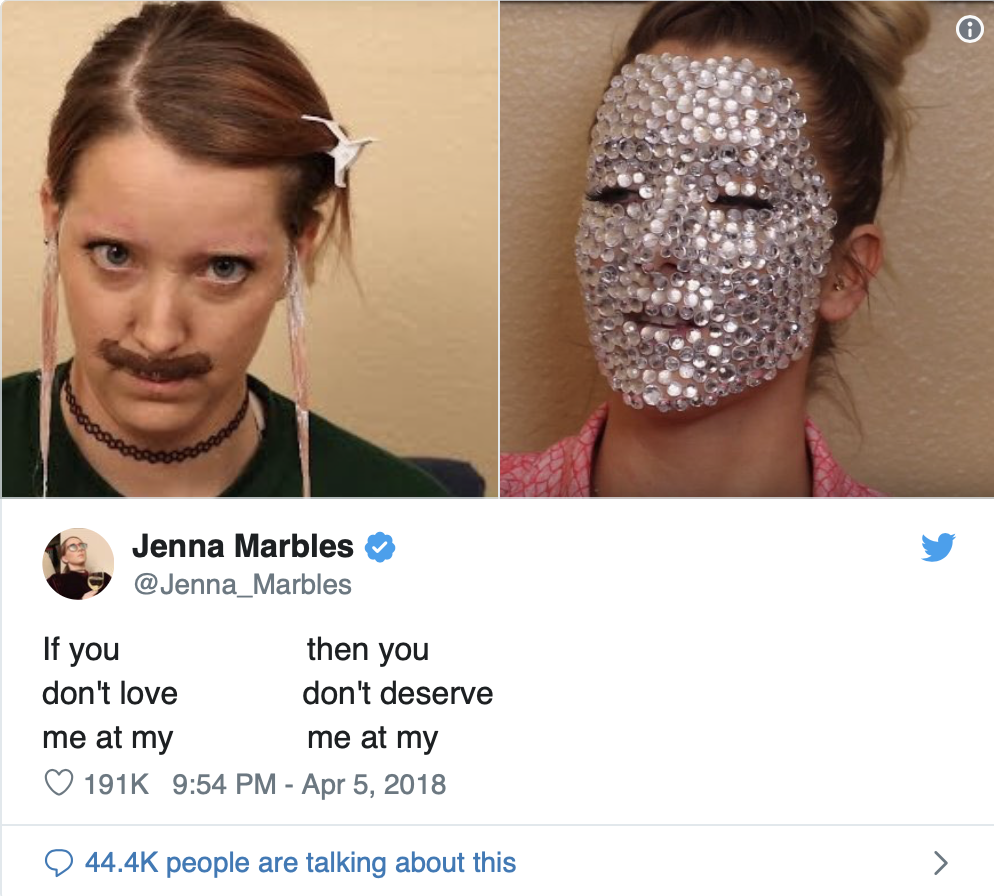 Jenna Marbles
@Jenna_Marbles
If you then you
don't love don't deserve
me at my me at my
191K 9:54 PM - Apr 5, 2018
44.4K people are talking about this